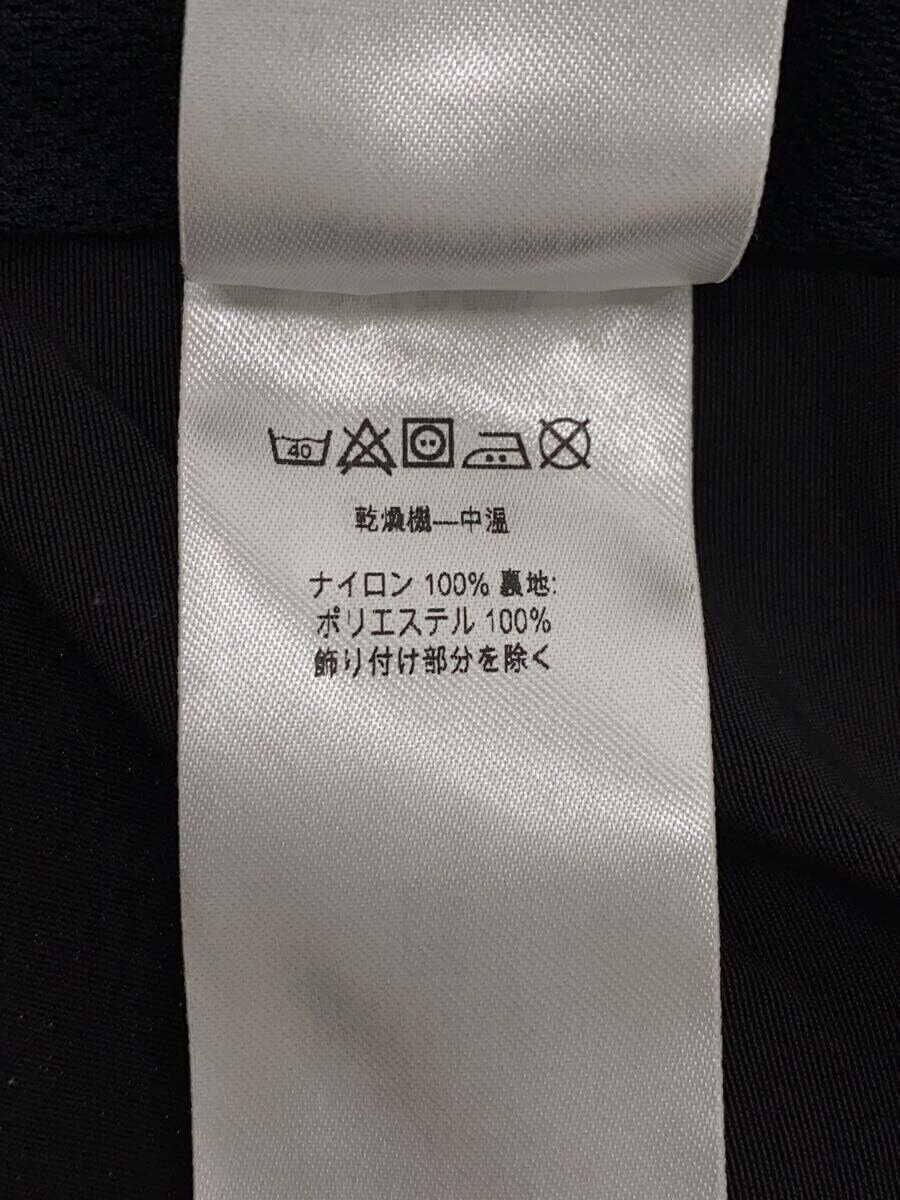 40
乾燥機—中温
ナイロン 100% 裏地:
ポリエステル 100%
飾り付け部分を除く